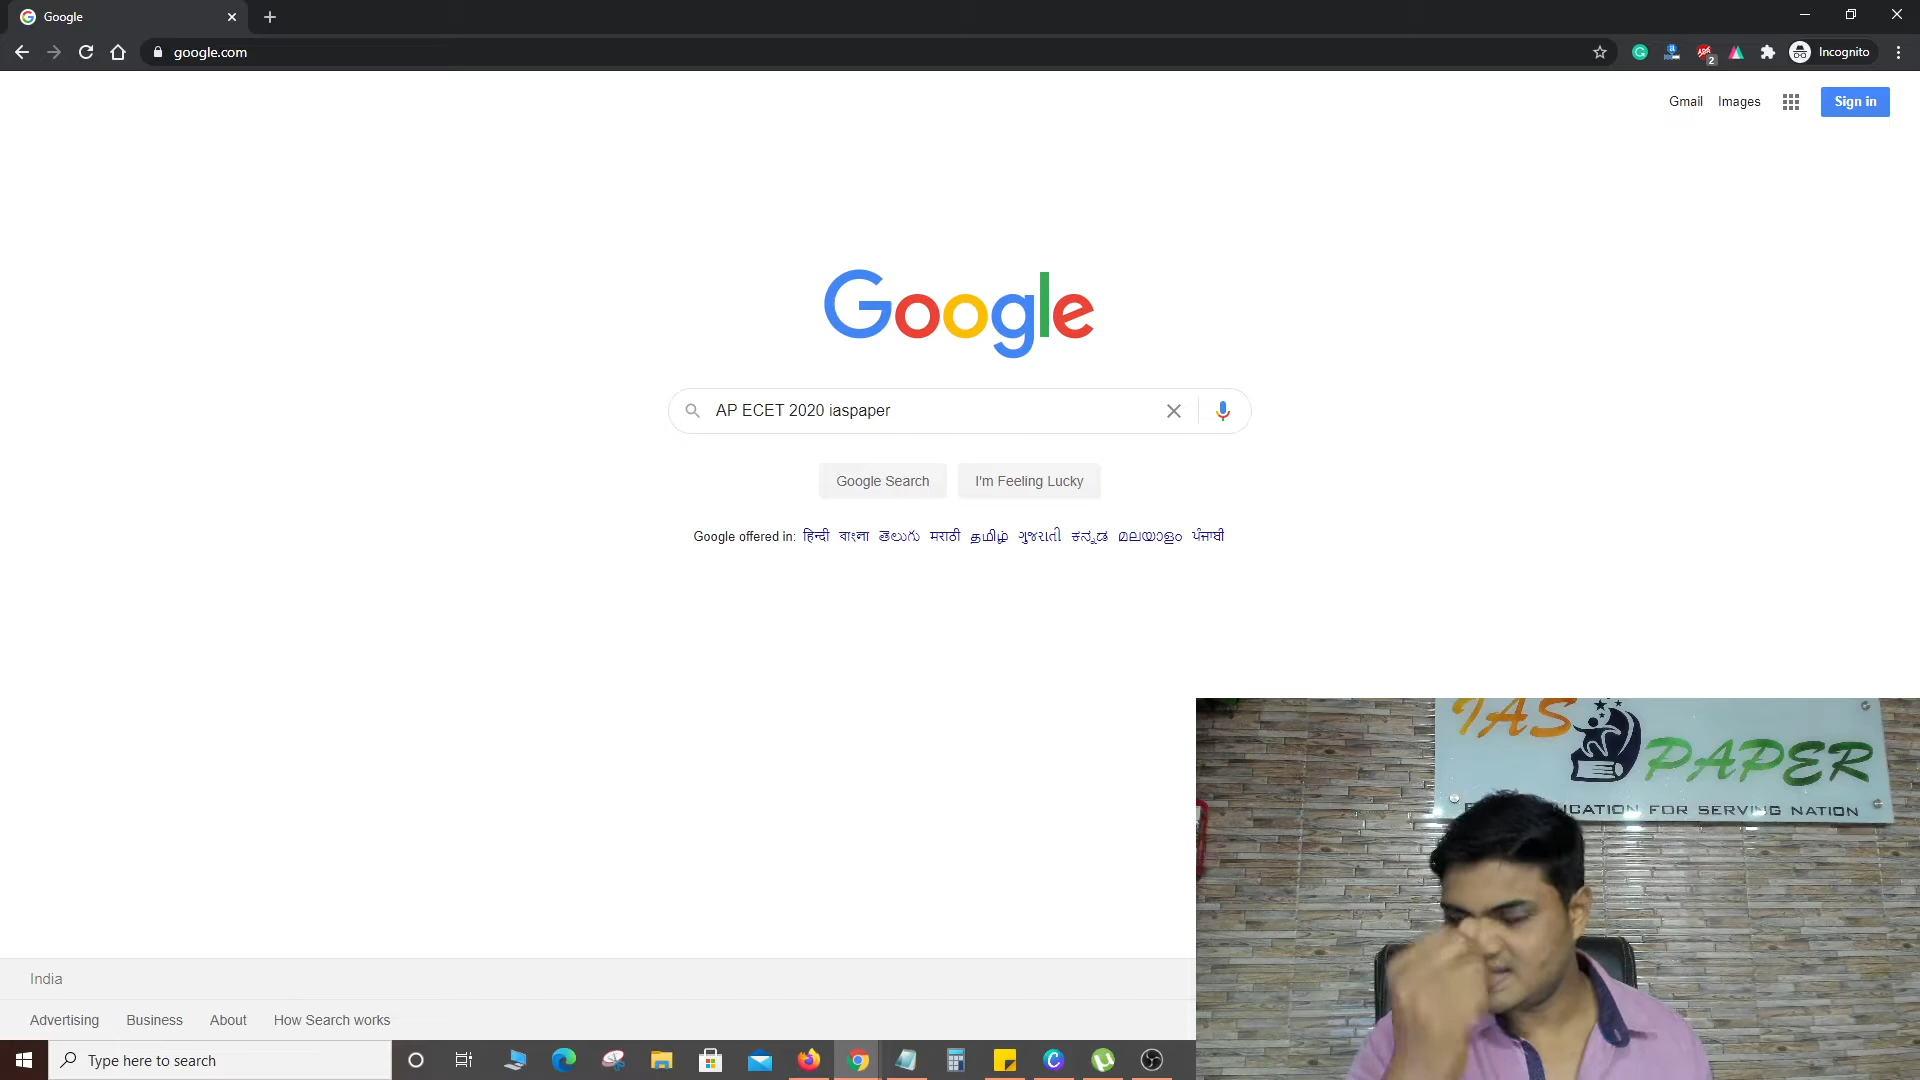 Google
google.com
2
Incognito
Gmail Images
Sign in
Google
AP ECET 2020 iaspaper
Google Search I'm Feeling Lucky
Google offered in: हिन्दी বাংলা తెలుగు मराठी தமிழ் ગુજરાતી ಕನ್ನಡ മലയാളം ਪੰਜਾਬੀ
IAS
PAPER
FOR SERVING NATION
India
Advertising Business About How Search works
Type here to search